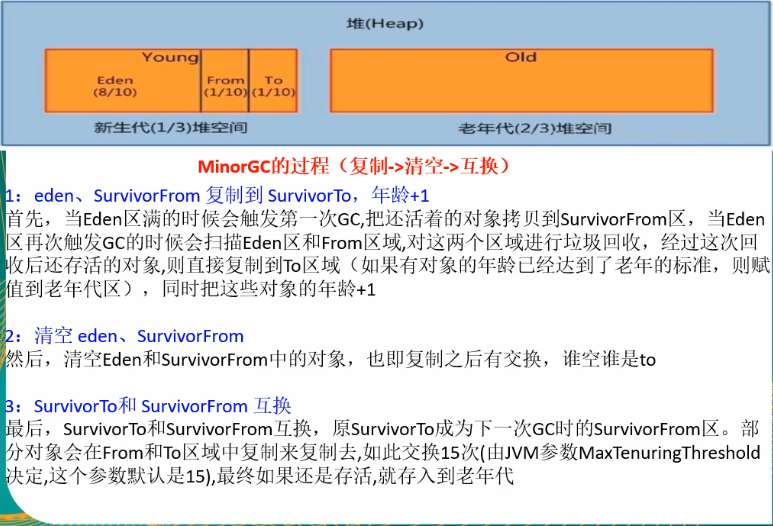 堆(Heap)
Young
Old
Eden
(8/10)
From
(1/10)
To
(1/10)
新生代(1/3)堆空间
老年代(2/3)堆空间
MinorGC的过程（复制->清空->互换）
1：eden、SurvivorFrom 复制到 SurvivorTo，年龄+1
首先，当Eden区满的时候会触发第一次GC,把还活着的对象拷贝到SurvivorFrom区，当Eden
区再次触发GC的时候会扫描Eden区和From区域,对这两个区域进行垃圾回收，经过这次回
收后还存活的对象,则直接复制到To区域（如果有对象的年龄已经达到了老年的标准，则赋
值到老年代区），同时把这些对象的年龄+1
2：清空 eden、SurvivorFrom
然后，清空Eden和SurvivorFrom中的对象，也即复制之后有交换，谁空谁是to
3：SurvivorTo和 SurvivorFrom 互换
最后，SurvivorTo和SurvivorFrom互换，原SurvivorTo成为下一次GC时的SurvivorFrom区。部
分对象会在From和To区域中复制来复制去,如此交换15次(由JVM参数MaxTenuringThreshold
决定,这个参数默认是15),最终如果还是存活,就存入到老年代